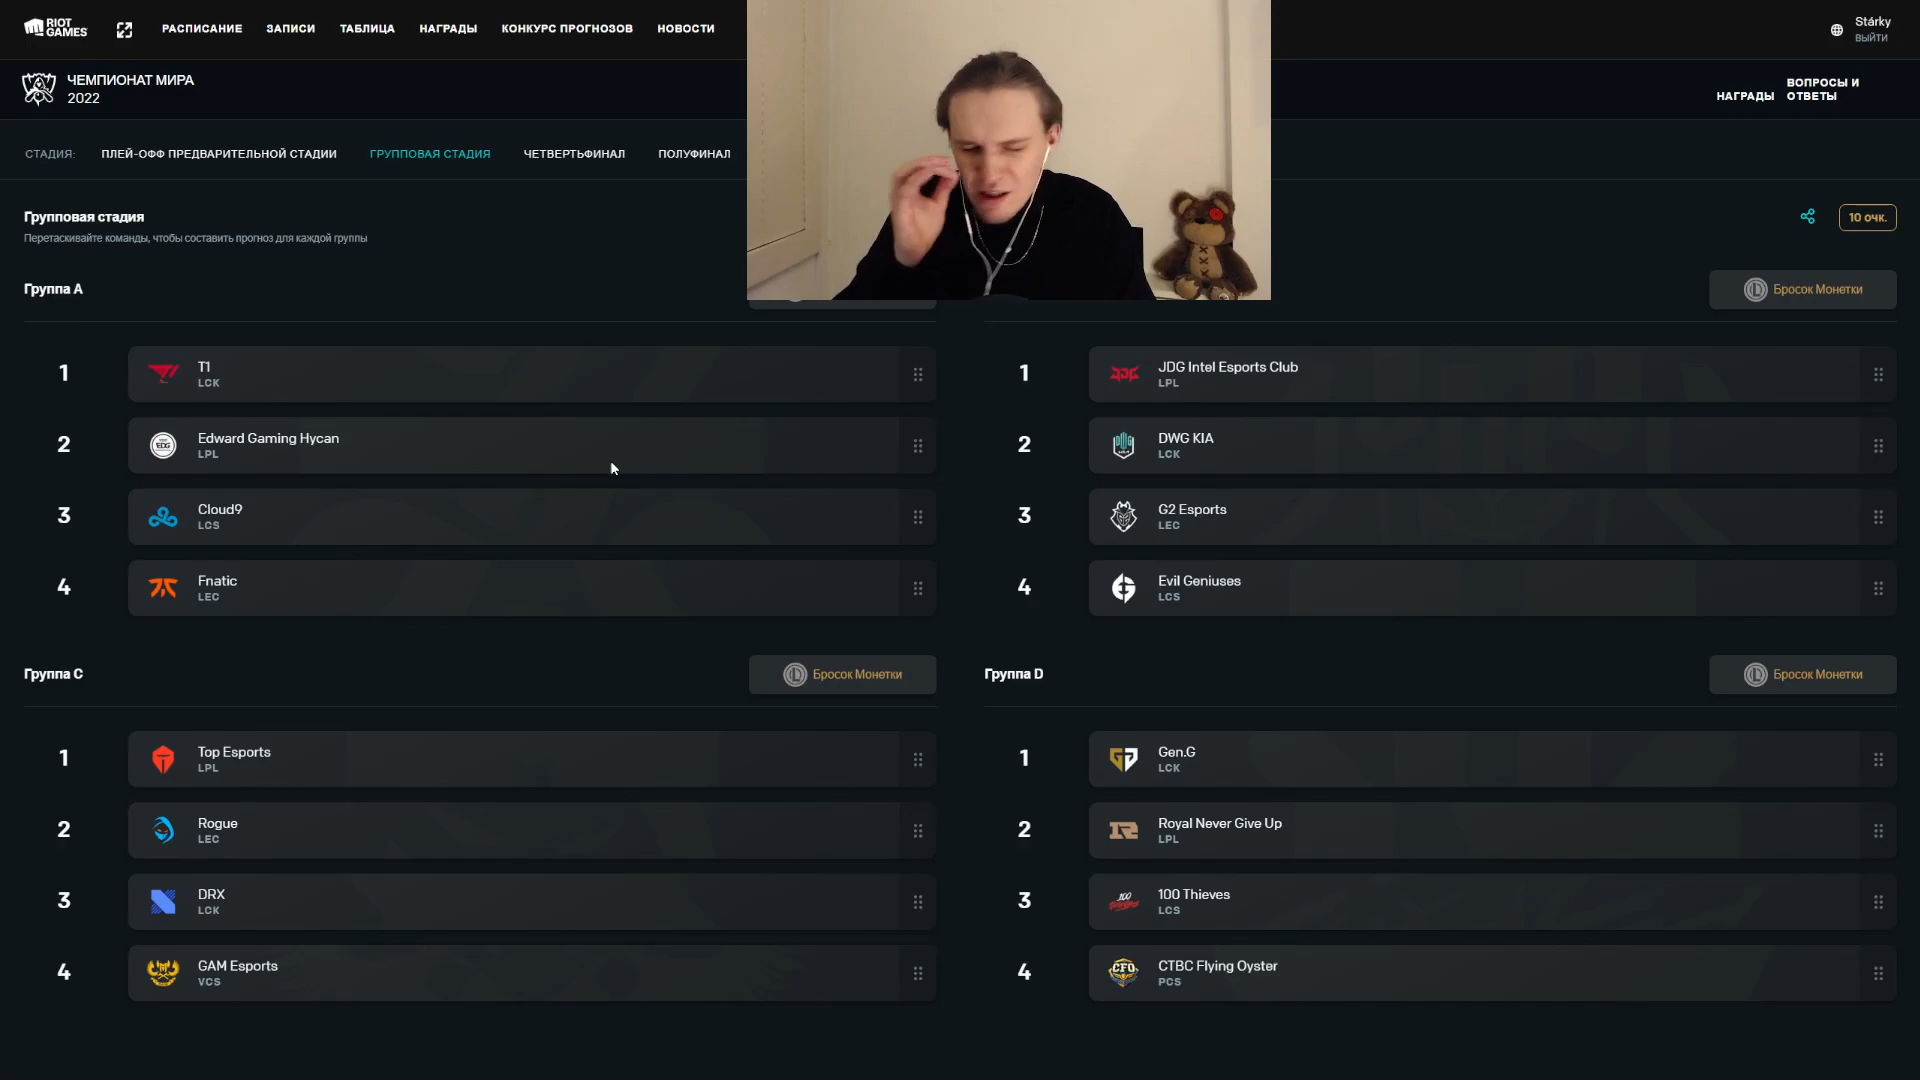 RIOT GAMES
РАСПИСАНИЕ ЗАПИСИ ТАБЛИЦА НАГРАДЫ КОНКУРС ПРОГНОЗОВ НОВОСТИ
Stárky
ВЫЙТИ
ЧЕМПИОНАТ МИРА
2022
НАГРАДЫ
ВОПРОСЫ И ОТВЕТЫ
СТАДИЯ: ПЛЕЙ-ОФФ ПРЕДВАРИТЕЛЬНОЙ СТАДИИ ГРУППОВАЯ СТАДИЯ ЧЕТВЕРТЬФИНАЛ ПОЛУФИНАЛ
Групповая стадия
Перетаскивайте команды, чтобы составить прогноз для каждой группы
10 очк.
Группа A
1 T1
LCK
2 Edward Gaming Hycan
LPL
3 Cloud9
LCS
4 Fnatic
LEC
Бросок Монетки
1 JDG Intel Esports Club
LPL
2 DWG KIA
LCK
3 G2 Esports
LEC
4 Evil Geniuses
LCS
Группа C
Бросок Монетки
1 Top Esports
LPL
2 Rogue
LEC
3 DRX
LCK
4 GAM Esports
VCS
Группа D
Бросок Монетки
1 Gen.G
LCK
2 Royal Never Give Up
LPL
3 100 Thieves
LCS
4 CTBC Flying Oyster
PCS